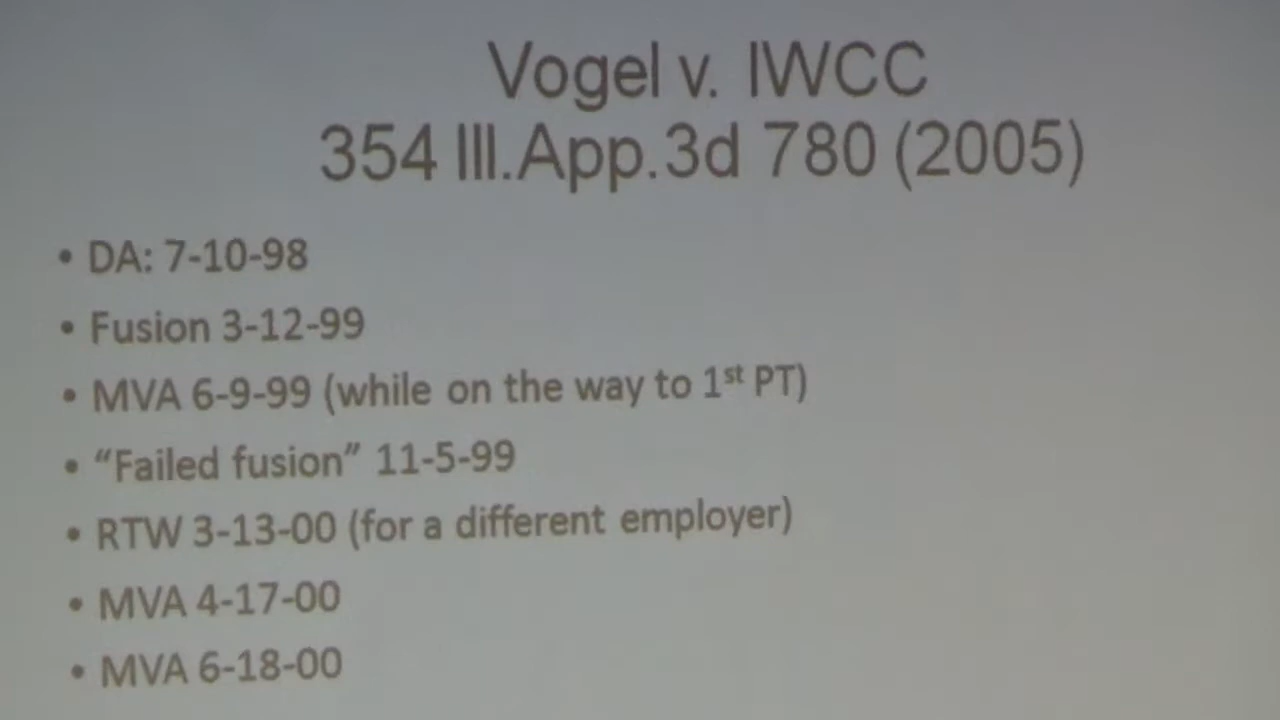 Vogel v. IWCC
354 Ill.App.3d 780 (2005)
• DA: 7-10-98
• Fusion 3-12-99
• MVA 6-9-99 (while on the way to 1st PT)
• “Failed fusion” 11-5-99
• RTW 3-13-00 (for a different employer)
• MVA 4-17-00
• MVA 6-18-00